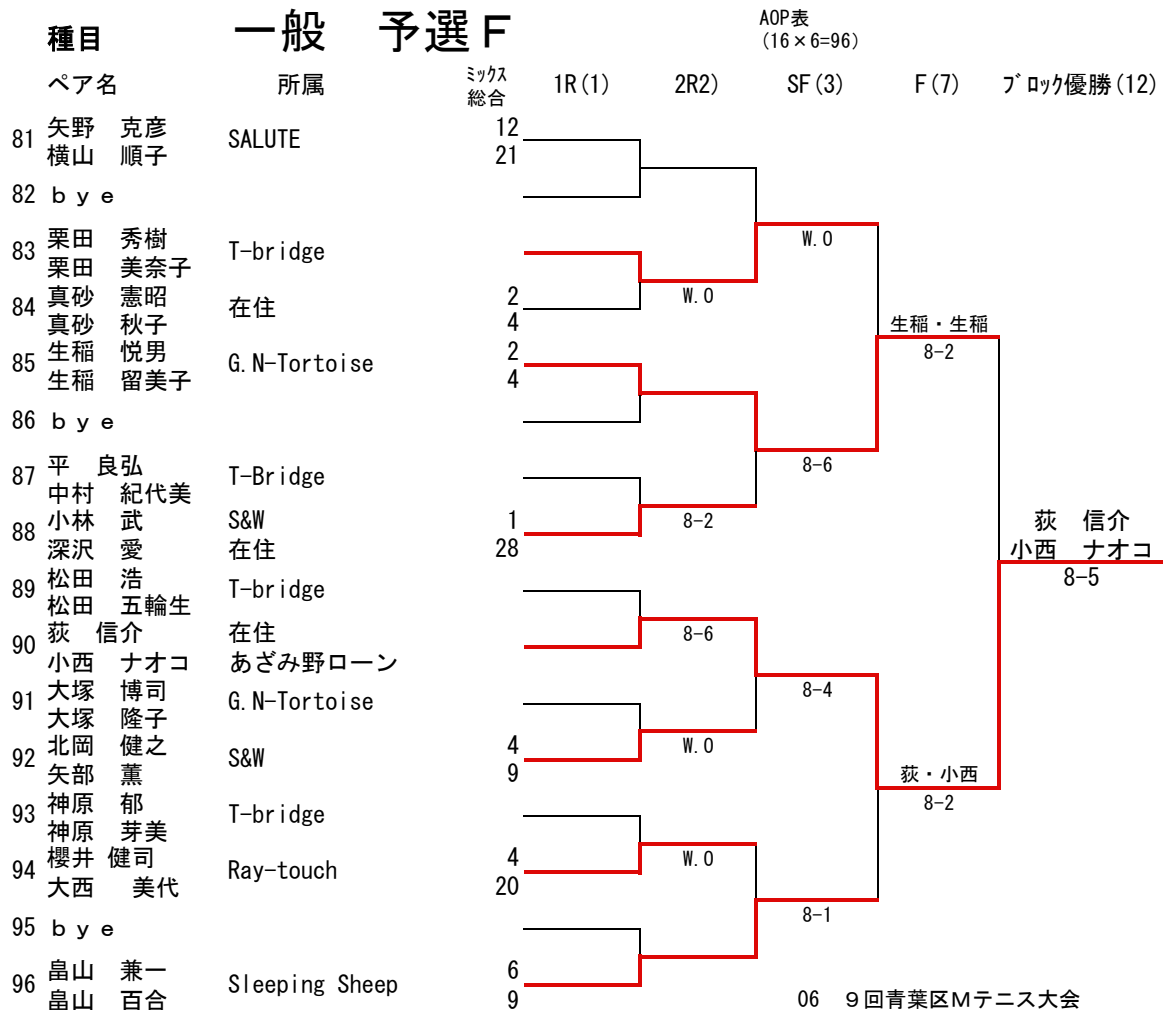 種目 一般 予選F AOP表
(16×6=96)
ペア名 所属 ミックス 総合 1R(1) 2R2) SF(3) F(7) ブロック優勝(12)
81 矢野 克彦 SALUTE 12
横山 順子 21
82 bye
83 栗田 秀樹 T-bridge
栗田 美奈子
W.O
84 真砂 憲昭 在住 2
真砂 秋子 4
W.O
85 生稲 悦男 G.N-Tortoise 2
生稲 留美子 4
生稲・生稲
8-2
86 bye
87 平 良弘 T-Bridge
中村 紀代美
8-6
88 小林 武 S&W 1
深沢 愛 在住 28
8-2
荻 信介
小西 ナオコ
8-5
89 松田 浩 T-bridge
松田 五輪生
90 荻 信介 在住
小西 ナオコ あざみ野ローン
8-6
91 大塚 博司 G.N-Tortoise
大塚 隆子
8-4
92 北岡 健之 S&W 4
矢部 薫 9
W.O
荻・小西
8-2
93 神原 郁 T-bridge
神原 芽美
94 櫻井 健司 Ray-touch 4
大西 美代 20
W.O
95 bye
8-1
96 畠山 兼一 Sleeping Sheep 6
畠山 百合 9
06 9回青葉区Mテニス大会